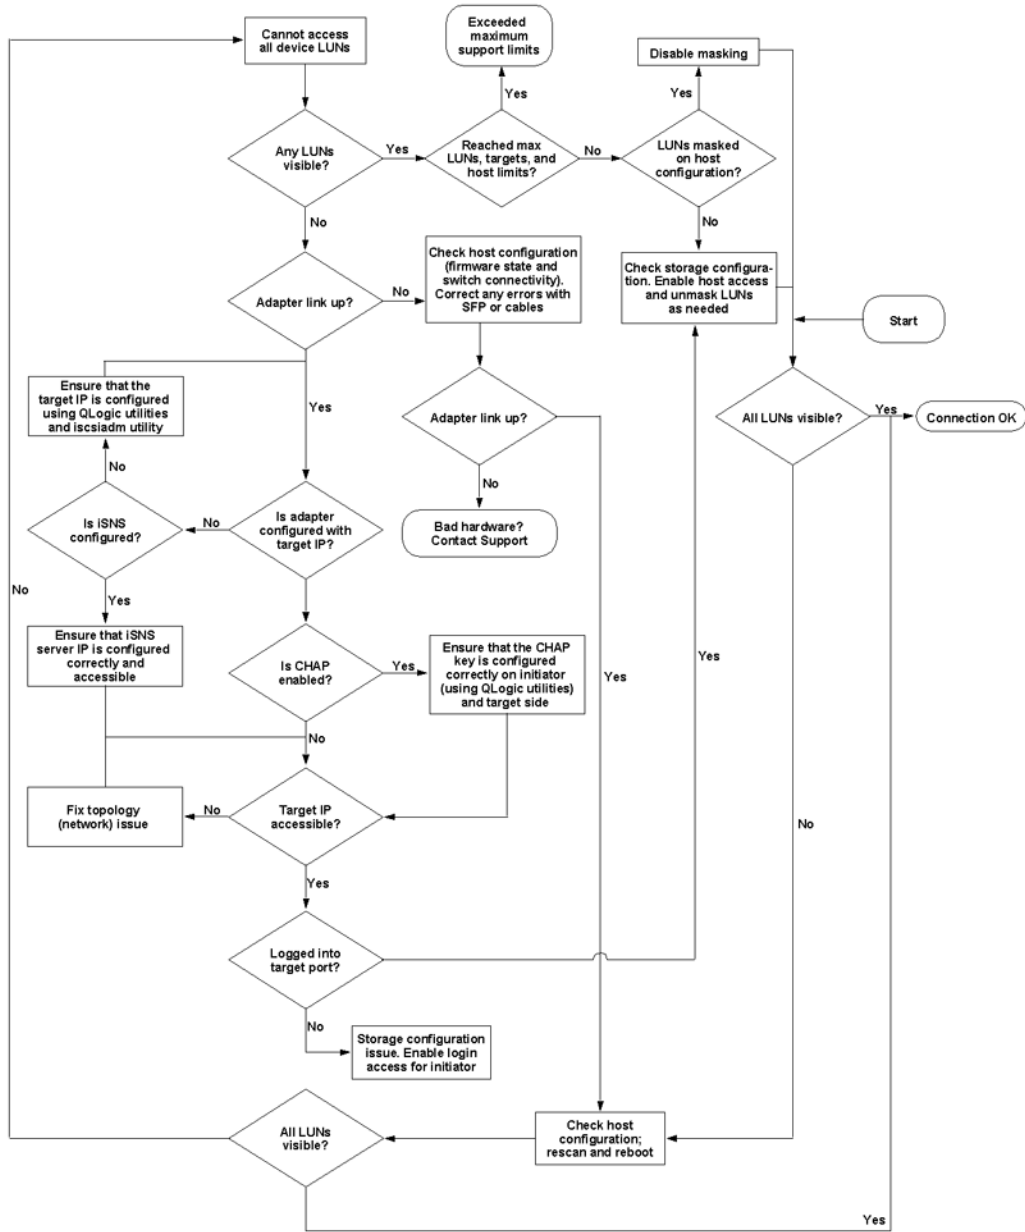 Cannot access
all device LUNs
Exceeded
maximum
support limits
Disable masking
Yes
Yes
Any LUNs
visible?
Yes
Reached max
LUNs, targets, and
host limits?
No
LUNs masked
on host
configuration?
No
No
Adapter link up?
No
Check host configuration
(firmware state and
switch connectivity).
Correct any errors with
SFP or cables
Check storage configura-
tion. Enable host access
and unmask LUNs
as needed
Start
Ensure that the
target IP is configured
using QLogic utilities
and iscsiadm utility
Yes
Adapter link up?
All LUNs visible?
Yes
Connection OK
No
No
Is iSNS
configured?
No
Is adapter
configured with
target IP?
Bad hardware?
Contact Support
No
Yes
Ensure that iSNS
server IP is configured
correctly and
accessible
Is CHAP
enabled?
Yes
Ensure that the CHAP
key is configured
correctly on initiator
(using QLogic utilities)
and target side
Yes
Yes
No
Fix topology
(network) issue
No
Target IP
accessible?
No
Yes
Logged into
target port?
No
Storage configuration
issue. Enable login
access for initiator
All LUNs
visible?
Check host
configuration;
rescan and reboot
Yes